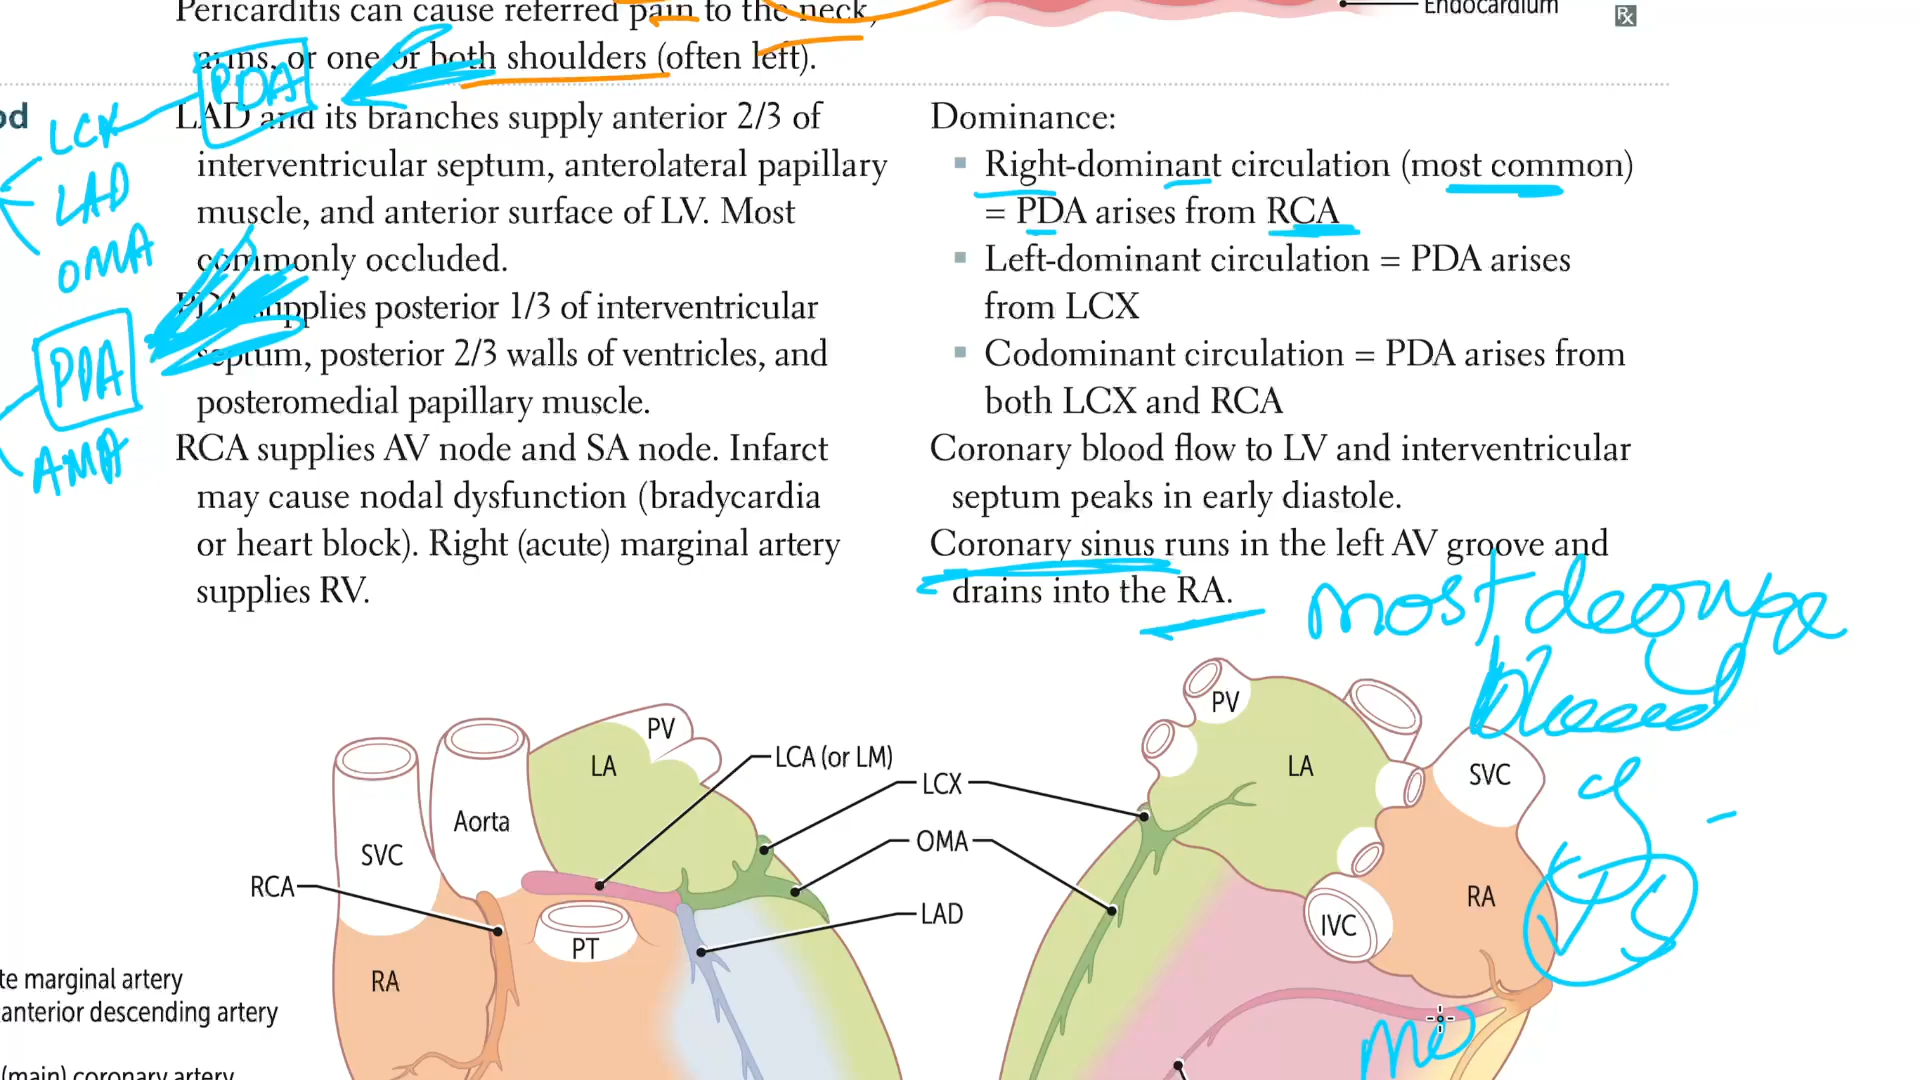 Pericarditis can cause referred pain to the neck,
arms, or one or both shoulders (often left).
Endocardium
Rx
od
PDA
LCX
LAD
OMA
PDA
AMA
LAD and its branches supply anterior 2/3 of
interventricular septum, anterolateral papillary
muscle, and anterior surface of LV. Most
commonly occluded.
PDA supplies posterior 1/3 of interventricular
septum, posterior 2/3 walls of ventricles, and
posteromedial papillary muscle.
RCA supplies AV node and SA node. Infarct
may cause nodal dysfunction (bradycardia
or heart block). Right (acute) marginal artery
supplies RV.
Dominance:
▪ Right-dominant circulation (most common)
= PDA arises from RCA
▪ Left-dominant circulation = PDA arises
from LCX
▪ Codominant circulation = PDA arises from
both LCX and RCA
Coronary blood flow to LV and interventricular
septum peaks in early diastole.
Coronary sinus runs in the left AV groove and
drains into the RA.
most
PV
LA
LCA (or LM)
Aorta
SVC
RCA
PT
RA
LCX
OMA
LAD
PV
LA
SVC
RA
IVC
te marginal artery
anterior descending artery
(main) coronary artery